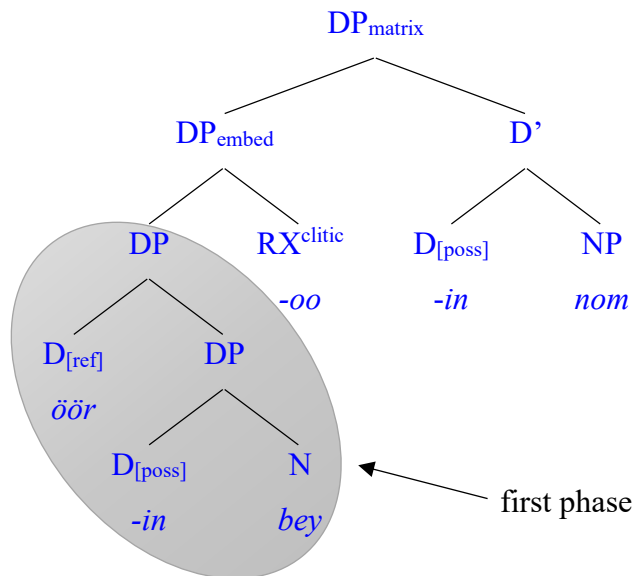 DPmatrix
DPembed D’
DP RXclitic D[poss] NP
-oo -in nom
D[ref] DP
öör
D[poss] N
-in bey
first phase